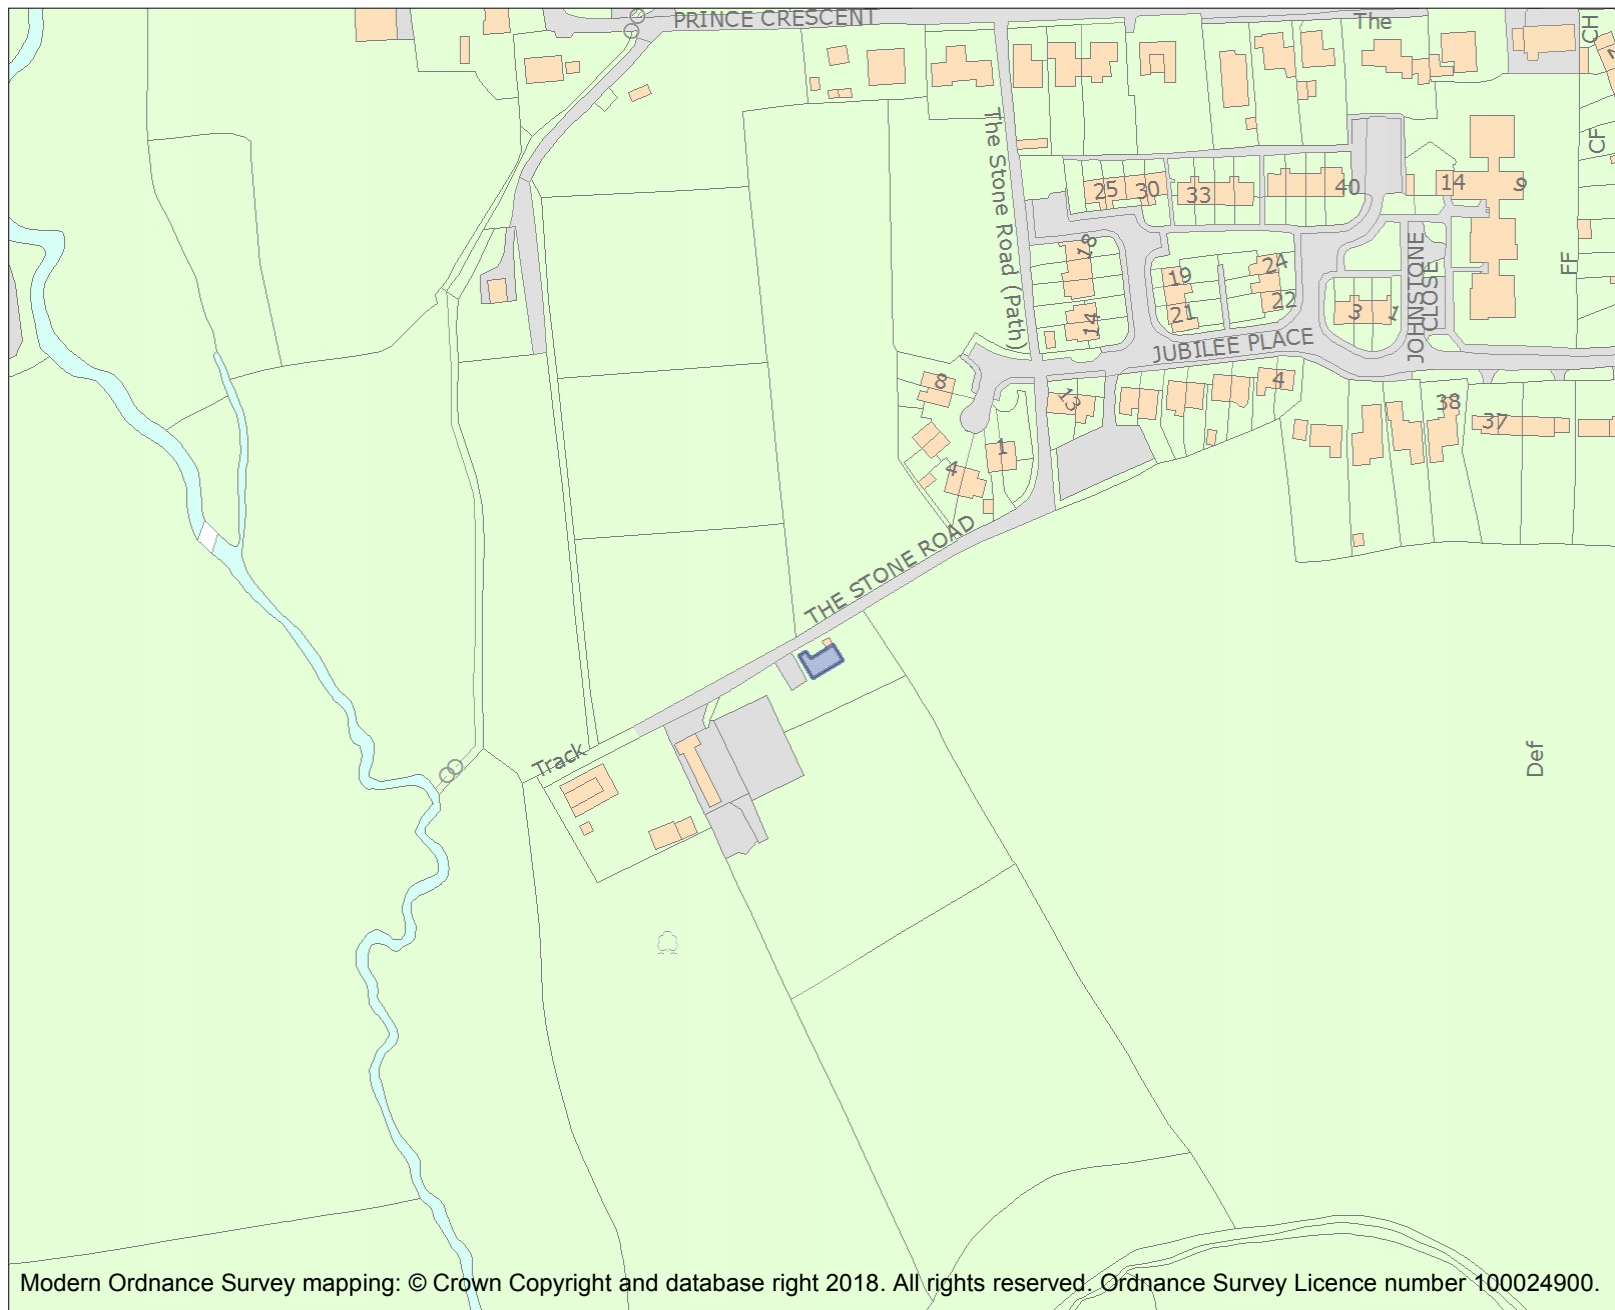 PRINCE CRESCENT
The
CH
CF
FF
The Stone Road (Path)
25
30
33
40
14
9
18
19
24
21
22
14
3
1
JOHNSTONE
CLOSE
JUBILEE PLACE
8
13
4
38
37
1
4
THE STONE ROAD
Track
Def
Modern Ordnance Survey mapping: © Crown Copyright and database right 2018. All rights reserved. Ordnance Survey Licence number 100024900.